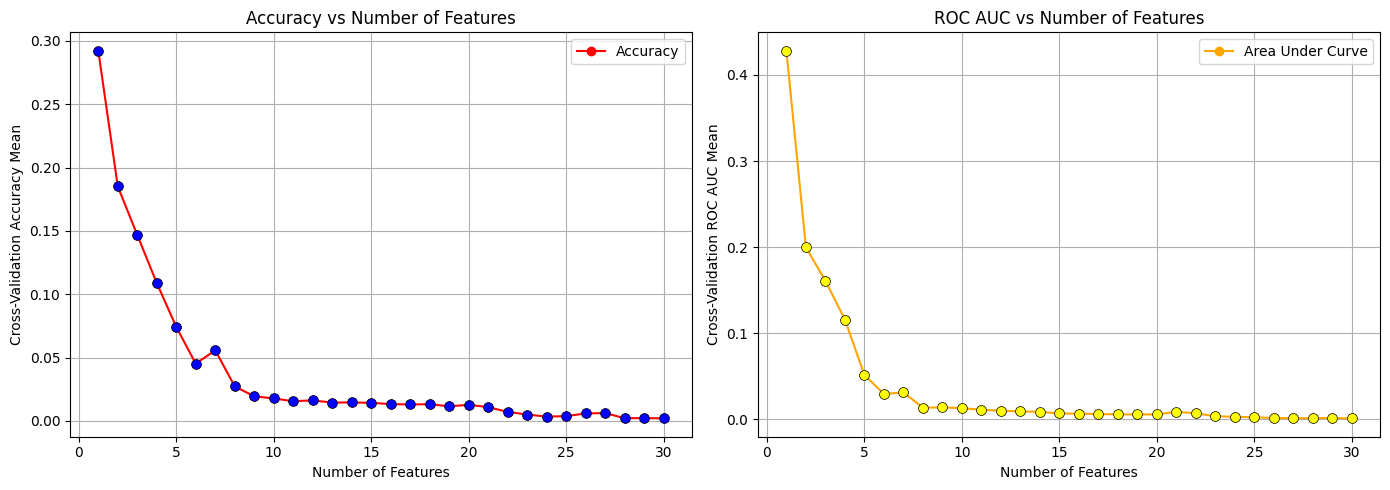 Accuracy vs Number of Features
Cross-Validation Accuracy Mean
0.30
0.25
0.20
0.15
0.10
0.05
0.00
Accuracy
0 5 10 15 20 25 30
Number of Features
ROC AUC vs Number of Features
Cross-Validation ROC AUC Mean
0.4
0.3
0.2
0.1
0.0
Area Under Curve
0 5 10 15 20 25 30
Number of Features